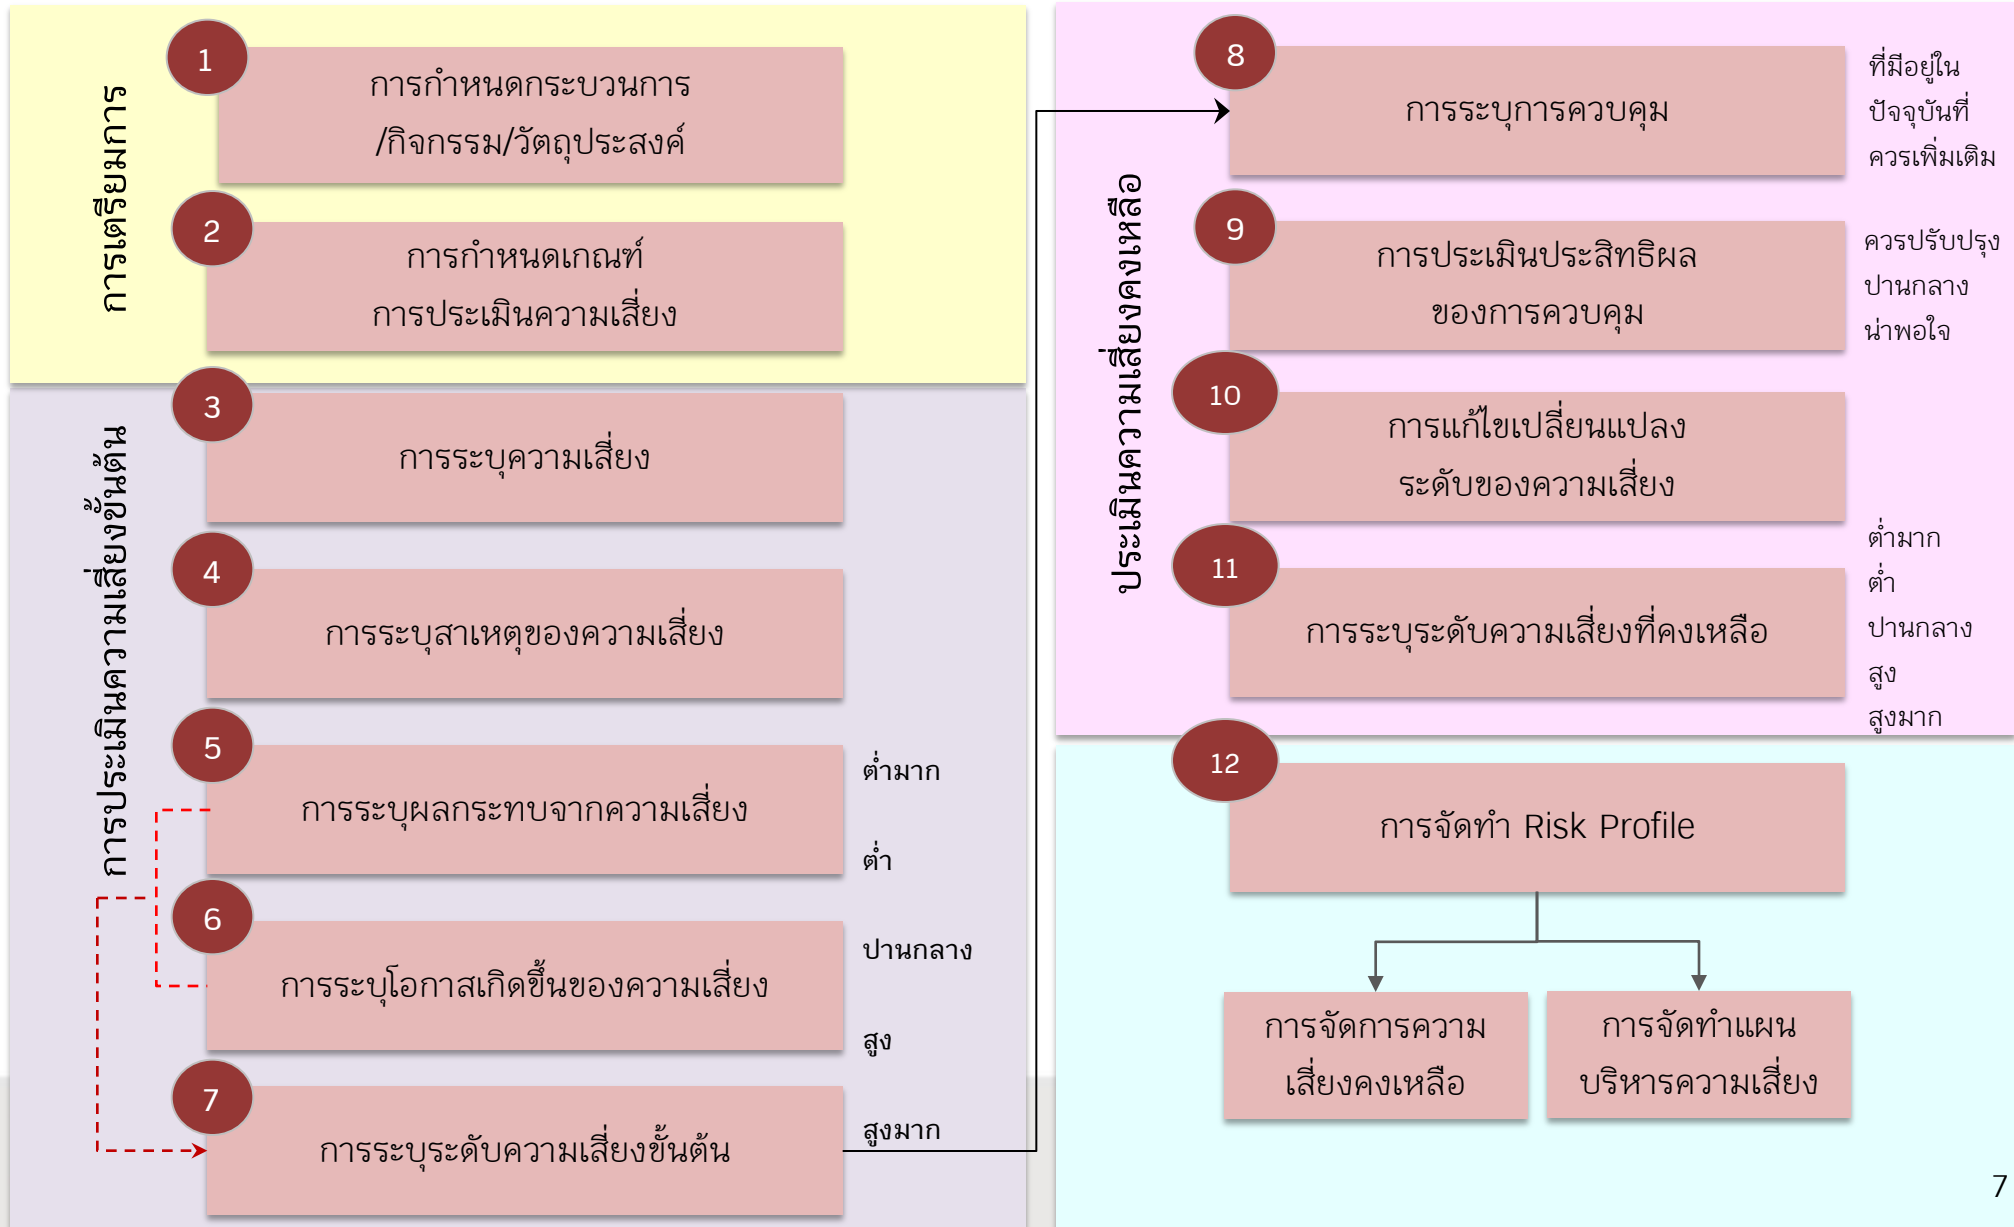 การเตรียมการ
1
การกำหนดกระบวนการ
/กิจกรรม/วัตถุประสงค์
2
การกำหนดเกณฑ์
การประเมินความเสี่ยง
การประเมินความเสี่ยงขั้นต้น
3
การระบุความเสี่ยง
4
การระบุสาเหตุของความเสี่ยง
5
การระบุผลกระทบจากความเสี่ยง
6
การระบุโอกาสเกิดขึ้นของความเสี่ยง
7
การระบุระดับความเสี่ยงขั้นต้น
ต่ำมาก
ต่ำ
ปานกลาง
สูง
สูงมาก
ประเมินความเสี่ยงคงเหลือ
8
การระบุการควบคุม
ที่มีอยู่ใน
ปัจจุบันที่
ควรเพิ่มเติม
9
การประเมินประสิทธิผล
ของการควบคุม
ควรปรับปรุง
ปานกลาง
น่าพอใจ
10
การแก้ไขเปลี่ยนแปลง
ระดับของความเสี่ยง
11
การระบุระดับความเสี่ยงที่คงเหลือ
ต่ำมาก
ต่ำ
ปานกลาง
สูง
สูงมาก
12
การจัดทำ Risk Profile
การจัดการความ
เสี่ยงคงเหลือ
การจัดทำแผน
บริหารความเสี่ยง
7